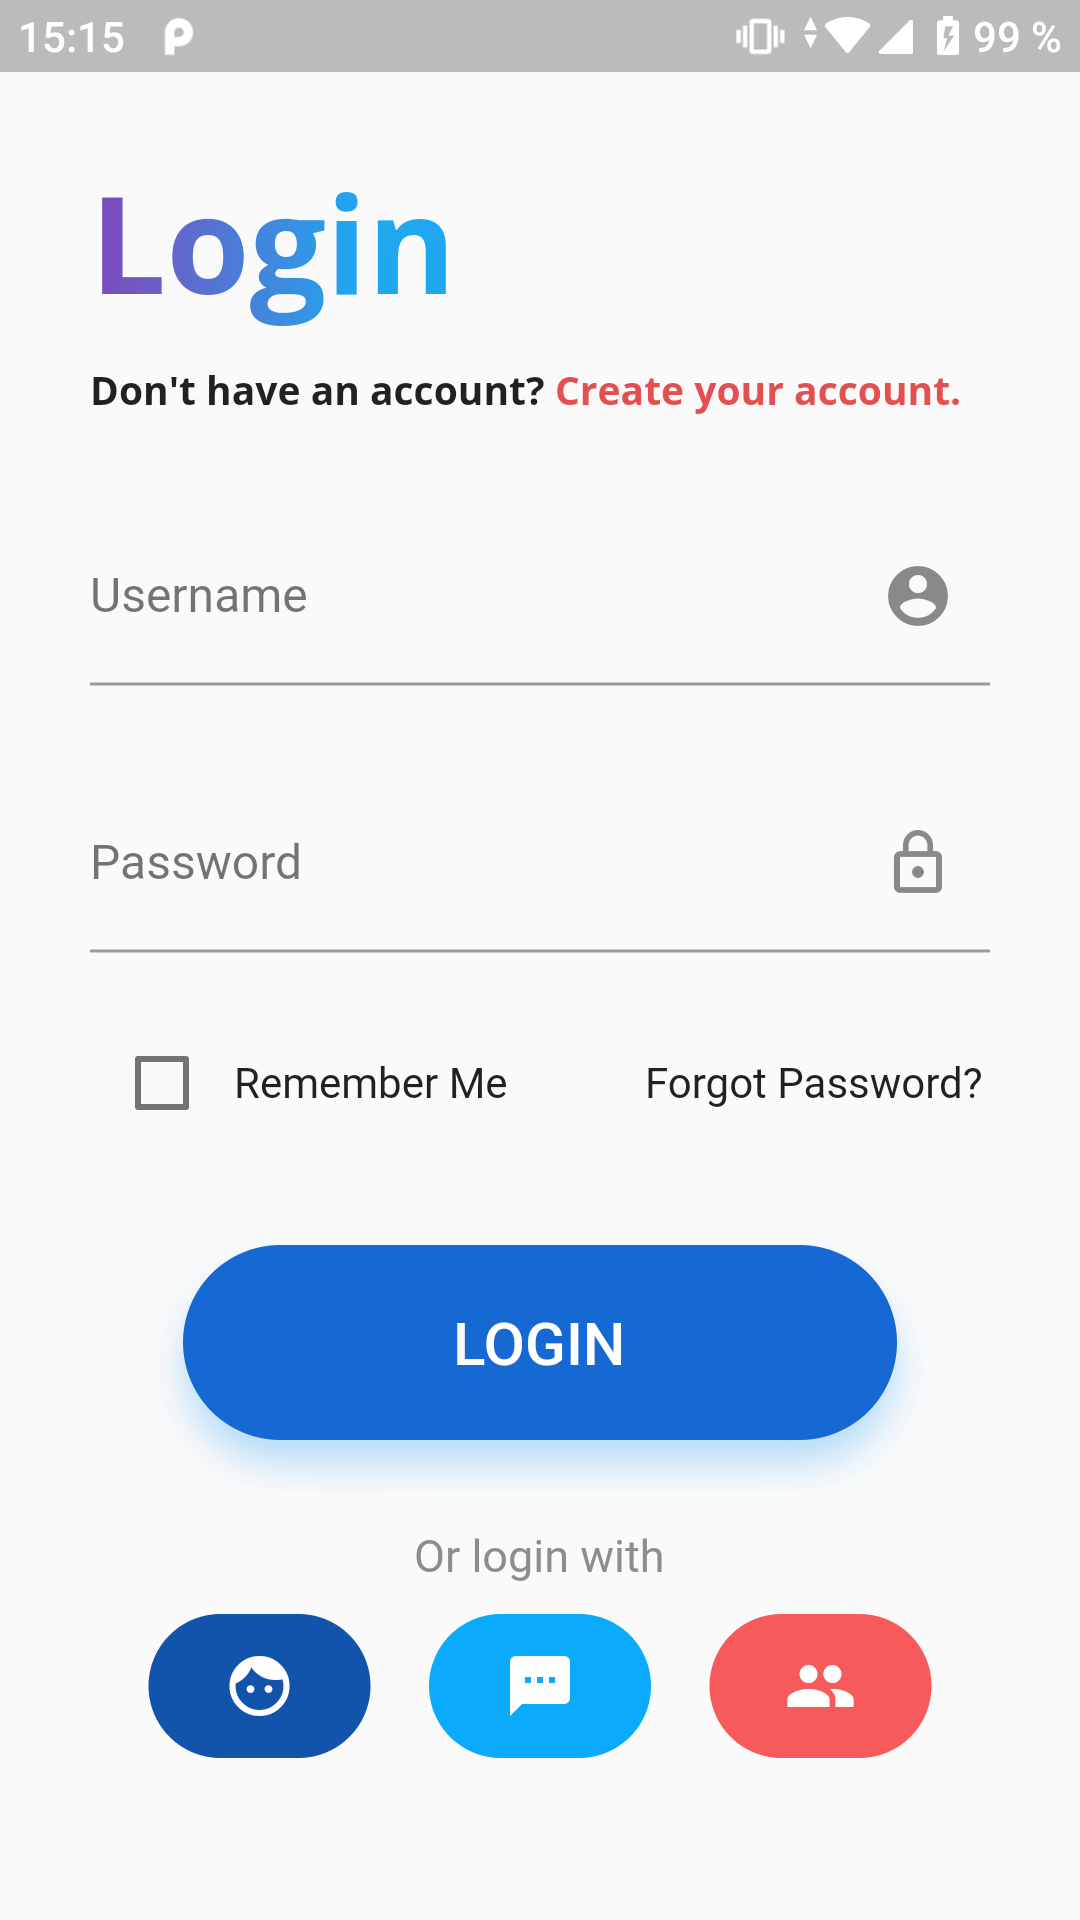 15:15 99 %
Login
Don't have an account? Create your account.
Username
Password
Remember Me Forgot Password?
LOGIN
Or login with